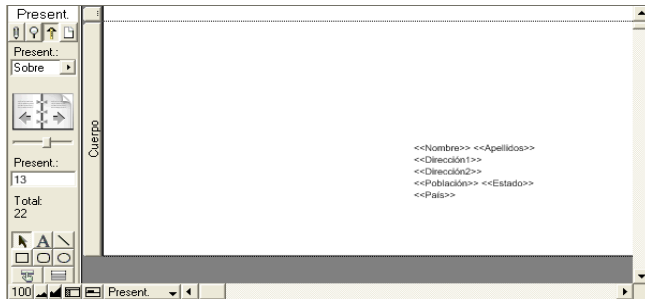 Present.
Present.:
Sobre
Cuerpo
Present.:
13
Total:
22
A
<<Nombre>> <<Apellidos>>
<<Dirección1>>
<<Dirección2>>
<<Población>> <<Estado>>
<<País>>
100
Present.